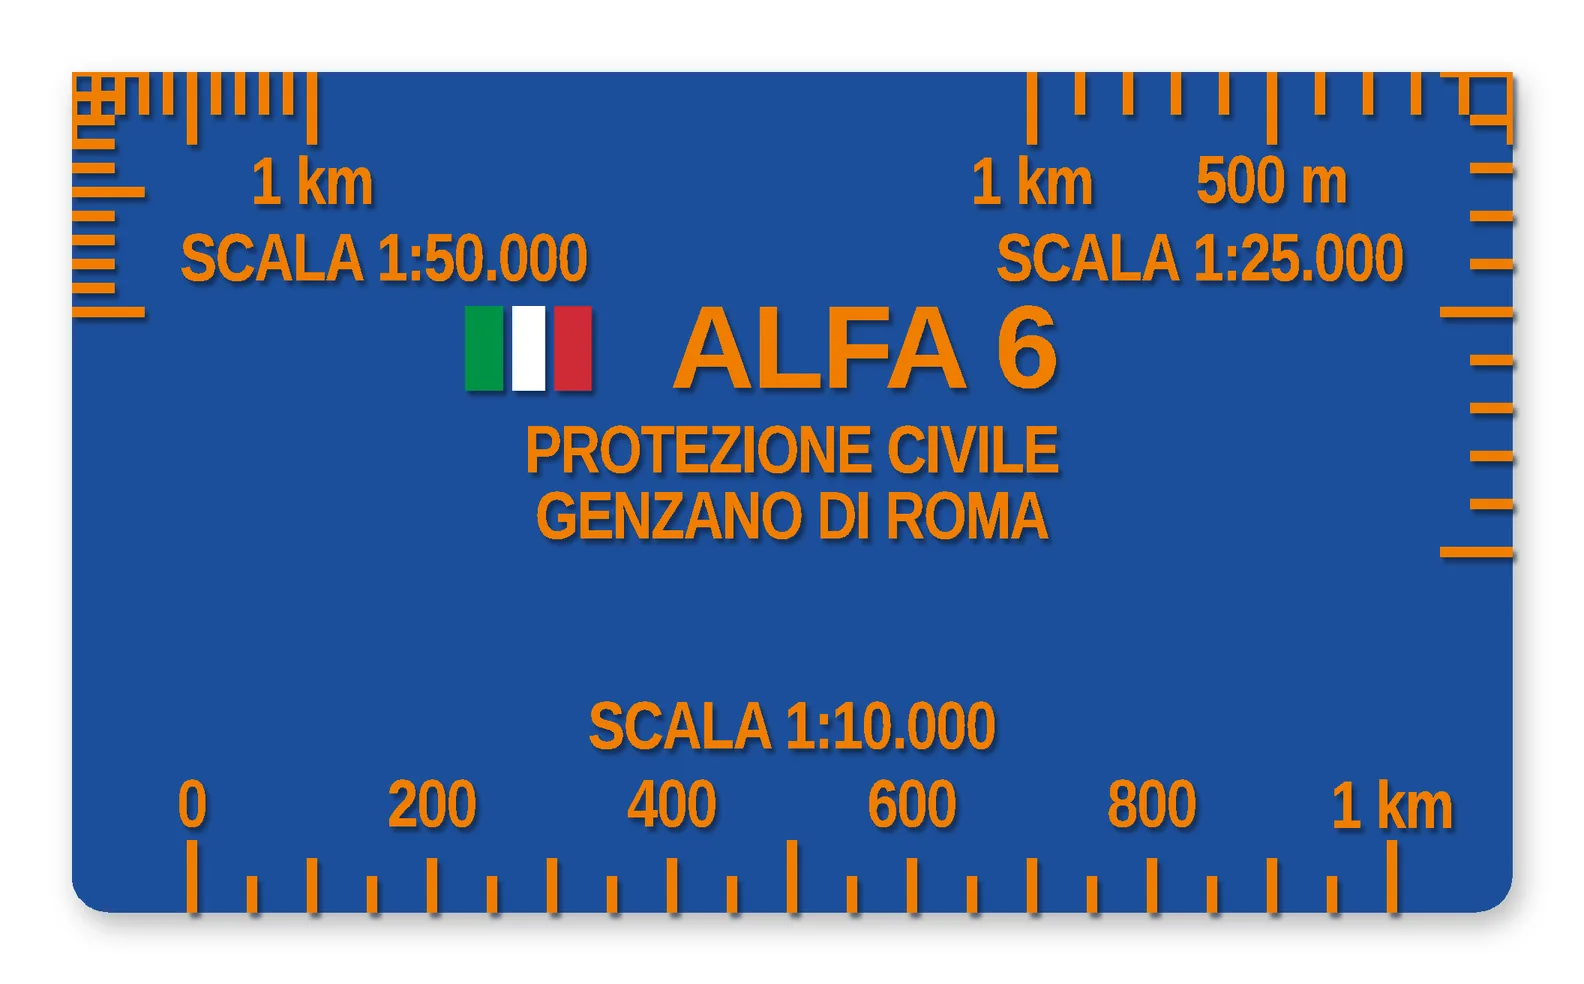 1 km
1 km 500 m
SCALA 1:50.000
SCALA 1:25.000
ALFA 6
PROTEZIONE CIVILE
GENZANO DI ROMA
SCALA 1:10.000
0 200 400 600 800 1 km